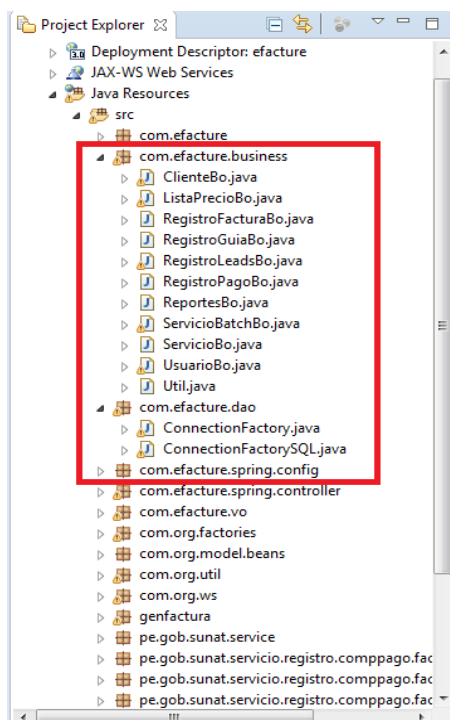 Project Explorer
Deployment Descriptor: efacture
JAX-WS Web Services
Java Resources
src
com.efacture
com.efacture.business
ClienteBo.java
ListaPrecioBo.java
RegistroFacturaBo.java
RegistroGuiaBo.java
RegistroLeadsBo.java
RegistroPagoBo.java
ReportesBo.java
ServicioBatchBo.java
ServicioBo.java
UsuarioBo.java
Util.java
com.efacture.dao
ConnectionFactory.java
ConnectionFactorySQL.java
com.efacture.spring.config
com.efacture.spring.controller
com.efacture.vo
com.org.factories
com.org.model.beans
com.org.util
com.org.ws
genfactura
pe.gob.sunat.service
pe.gob.sunat.servicio.registro.comppago.fac
pe.gob.sunat.servicio.registro.comppago.fac
pe.gob.sunat.servicio.registro.comppago.fac